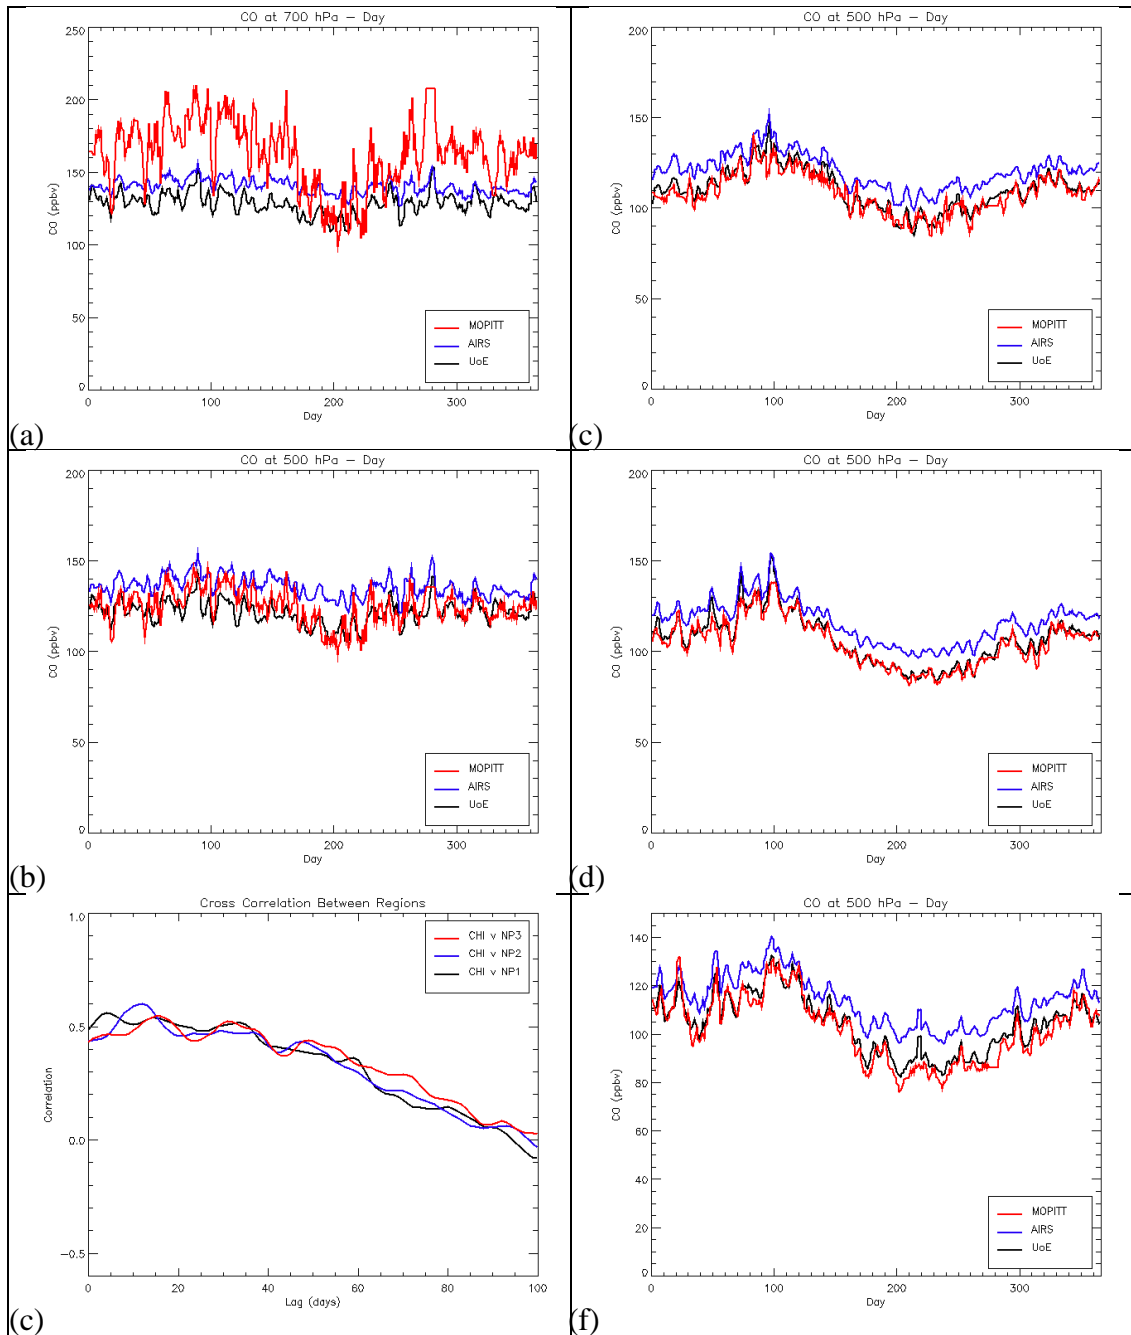 CO at 700 hPa − Day
250
200
150
100
50
0
CO (ppbv)
0 100 200 300
Day
MOPITT
AIRS
UoE
(a)
CO at 500 hPa − Day
200
150
100
50
0
CO (ppbv)
0 100 200 300
Day
MOPITT
AIRS
UoE
(c)
CO at 500 hPa − Day
200
150
100
50
0
CO (ppbv)
0 100 200 300
Day
MOPITT
AIRS
UoE
(b)
CO at 500 hPa − Day
200
150
100
50
0
CO (ppbv)
0 100 200 300
Day
MOPITT
AIRS
UoE
(d)
Cross Correlation Between Regions
1.0
0.5
0.0
−0.5
Correlation
0 20 40 60 80 100
Lag (days)
CHI v NP3
CHI v NP2
CHI v NP1
(c)
CO at 500 hPa − Day
140
120
100
80
60
40
20
0
CO (ppbv)
0 100 200 300
Day
MOPITT
AIRS
UoE
(f)